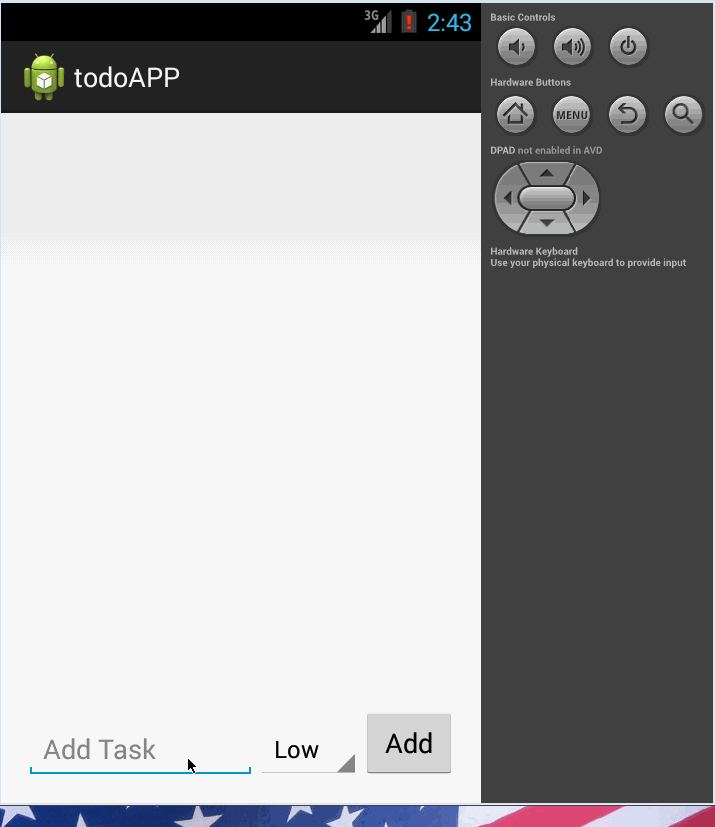 3G 2:43
todoAPP
Add Task Low Add
Basic Controls
Hardware Buttons
MENU
DPAD not enabled in AVD
Hardware Keyboard
Use your physical keyboard to provide input